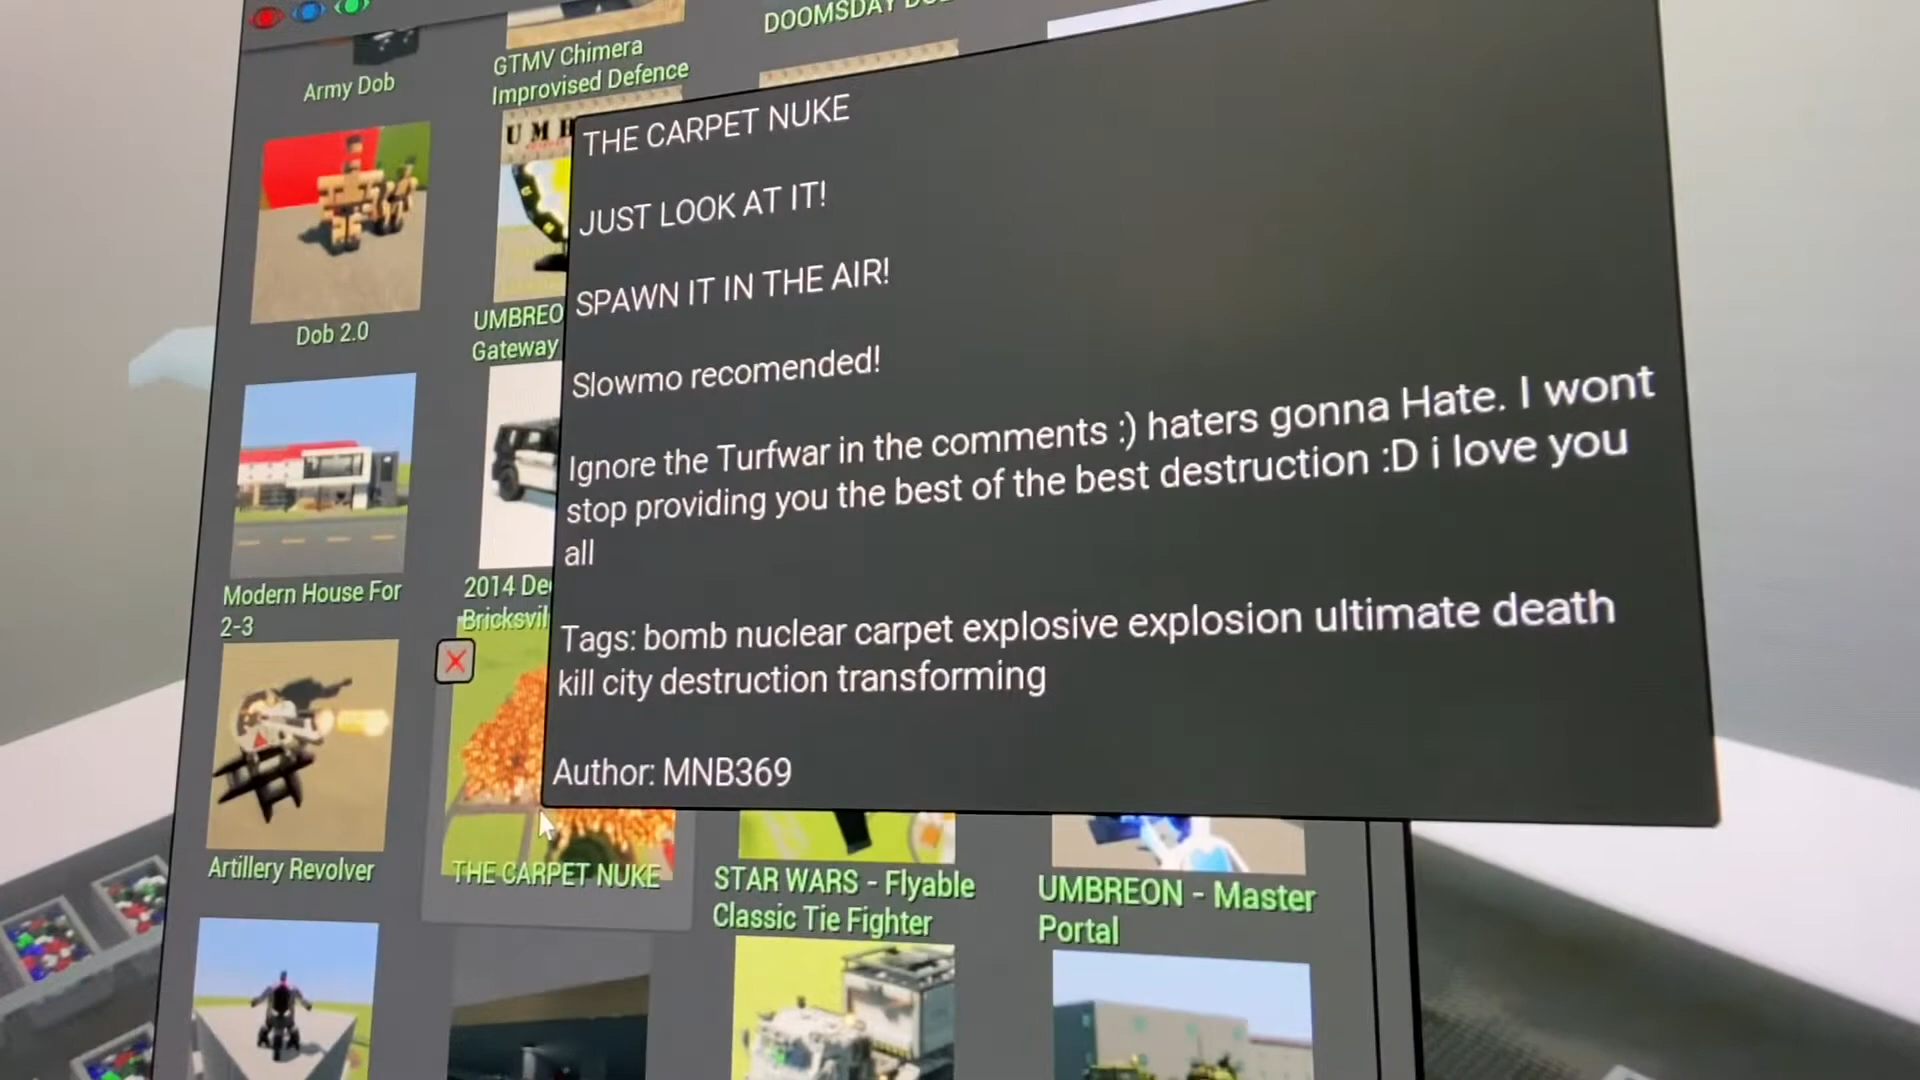 DOOMSDAY
Army Dob
GTMV Chimera
Improvised Defence
UMB
Dob 2.0
UMBREO
Gateway
THE CARPET NUKE
JUST LOOK AT IT!
SPAWN IT IN THE AIR!
Slowmo recomended!
Ignore the Turfwar in the comments :) haters gonna Hate. I wont
stop providing you the best of the best destruction :D i love you
all
Tags: bomb nuclear carpet explosive explosion ultimate death
kill city destruction transforming
Author: MNB369
Modern House For
2-3
2014 De
Bricksvil
Artillery Revolver
THE CARPET NUKE
STAR WARS - Flyable
Classic Tie Fighter
UMBREON - Master
Portal